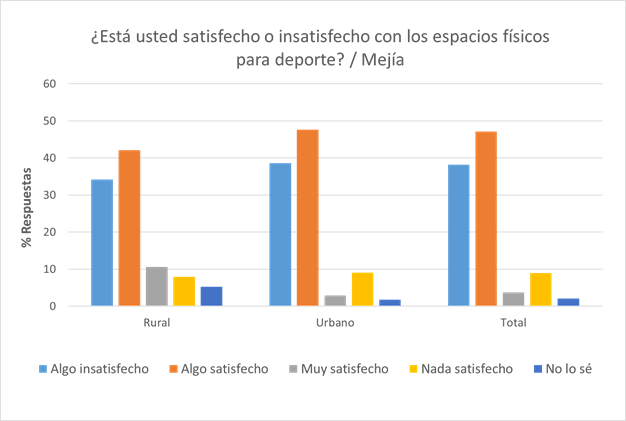 ¿Está usted satisfecho o insatisfecho con los espacios físicos
para deporte? / Mejía
60
50
40
30
20
10
0
% Respuestas
Rural
Urbano
Total
Algo insatisfecho
Algo satisfecho
Muy satisfecho
Nada satisfecho
No lo sé